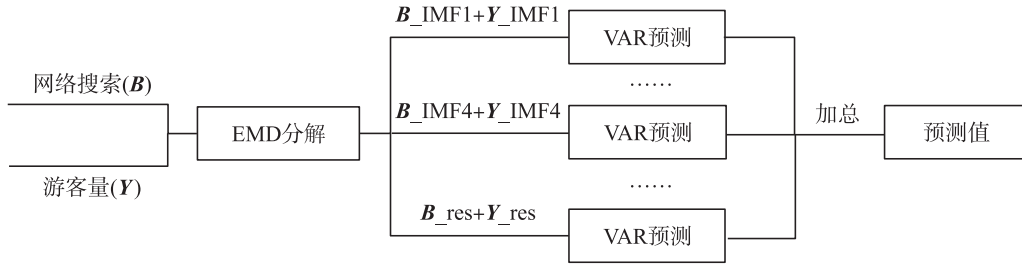 B_IMF1+Y_IMF1
VAR预测
网络搜索(B)
……
B_IMF4+Y_IMF4
EMD分解
VAR预测
加总
预测值
游客量(Y)
……
B_res+Y_res
VAR预测